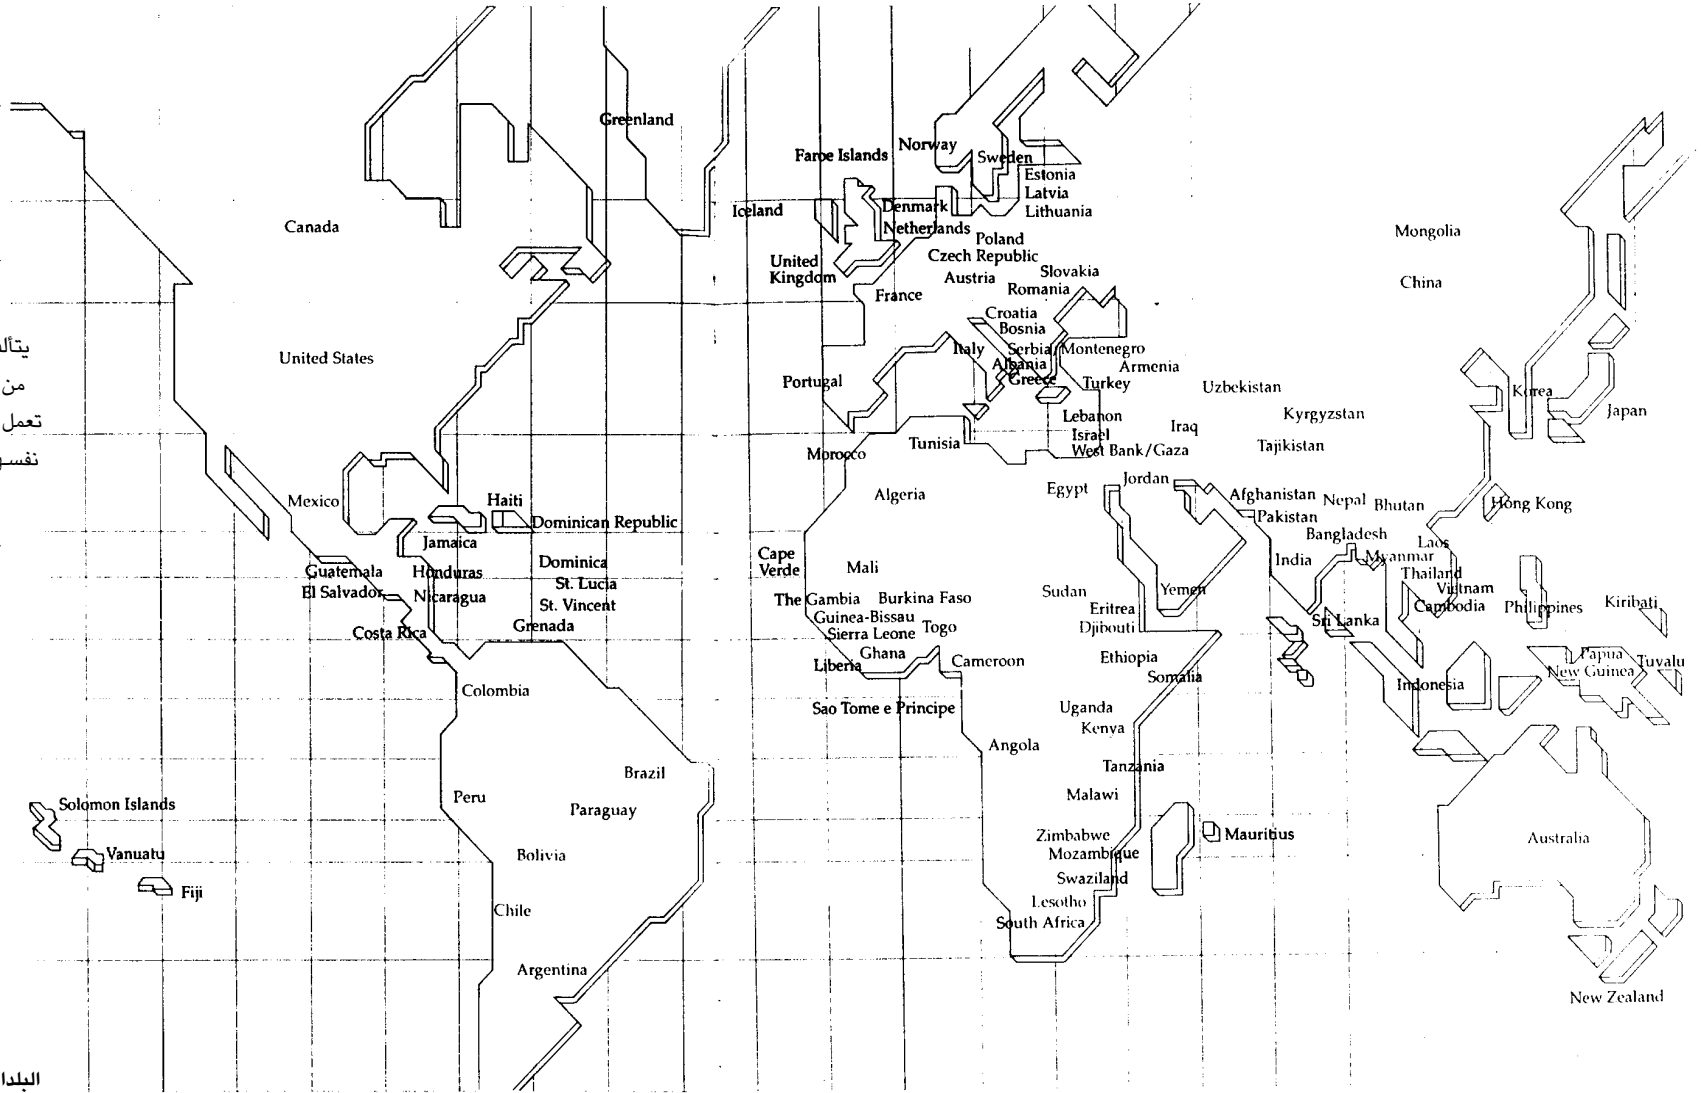 Greenland
Norway
Faroe Islands
Sweden
Estonia
Latvia
Lithuania
Iceland
Denmark
Netherlands
Canada
Poland
Mongolia
Czech Republic
United
Kingdom
Slovakia
Austria
Romania
China
France
Croatia
Bosnia
من
تعمل
United States
Italy
Serbia/Montenegro
Albania
Armenia
Greece
Turkey
Portugal
Uzbekistan
Korea
Kyrgyzstan
Japan
Lebanon
Iraq
Israel
Tunisia
West Bank/Gaza
Tajikistan
Morocco
Jordan
Egypt
Algeria
Afghanistan
Nepal
Bhutan
Hong Kong
Mexico
Haiti
Pakistan
Dominican Republic
Bangladesh
Jamaica
Laos
Cape
Verde
Myanmar
India
Dominica
Mali
Thailand
Guatemala
Honduras
St. Lucia
Vietnam
El Salvador
Nicaragua
St. Vincent
The Gambia
Burkina Faso
Sudan
Yemen
Eritrea
Cambodia
Philippines
Kiribati
Guinea-Bissau
Sri Lanka
Grenada
Togo
Djibouti
Costa Rica
Sierra Leone
Ghana
Liberia
Cameroon
Ethiopia
Papua
New Guinea
Tuvalu
Somalia
Indonesia
Colombia
Sao Tome e Principe
Uganda
Kenya
Angola
Brazil
Tanzania
Peru
Malawi
Solomon Islands
Paraguay
Zimbabwe
Mauritius
Australia
Vanuatu
Bolivia
Mozambique
Swaziland
Fiji
Lesotho
Chile
South Africa
Argentina
New Zealand